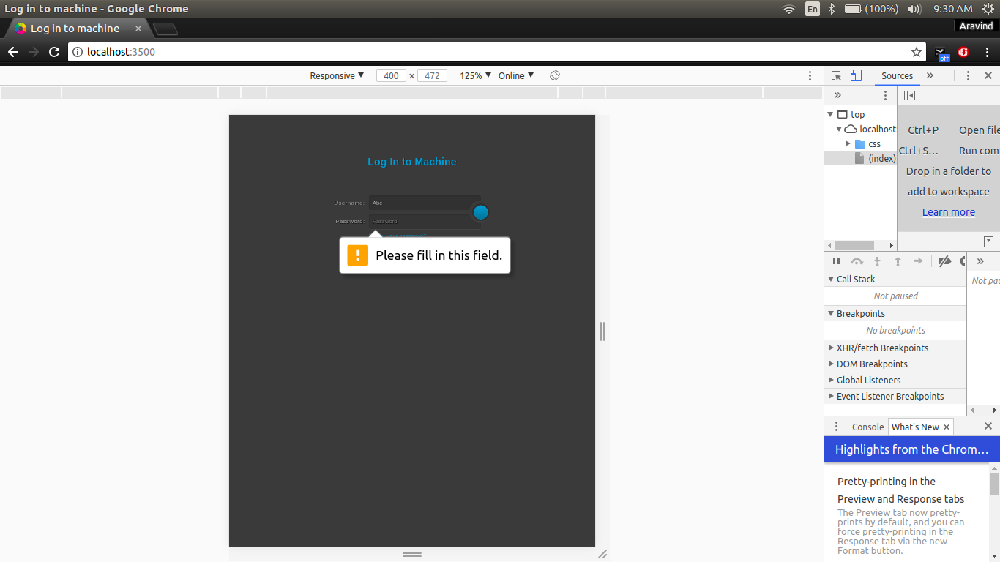 Log in to machine - Google Chrome
En
(100%)
9:30 AM
Log in to machine
Aravind
localhost:3500
off
Responsive
400 × 472
125%
Online
Sources
top
localhost
css
(index)
Ctrl+P Open file
Ctrl+S... Run com
Drop in a folder to
add to workspace
Learn more
Log In to Machine
Username: Abc
Password: Password
password?
Please fill in this field.
Call Stack
Not paused
Not pau
Breakpoints
No breakpoints
XHR/fetch Breakpoints
DOM Breakpoints
Global Listeners
Event Listener Breakpoints
Console
What's New
Highlights from the Chrom...
Pretty-printing in the
Preview and Response tabs
The Preview tab now pretty-
prints by default, and you can
force pretty-printing in the
Response tab via the new
Format button.